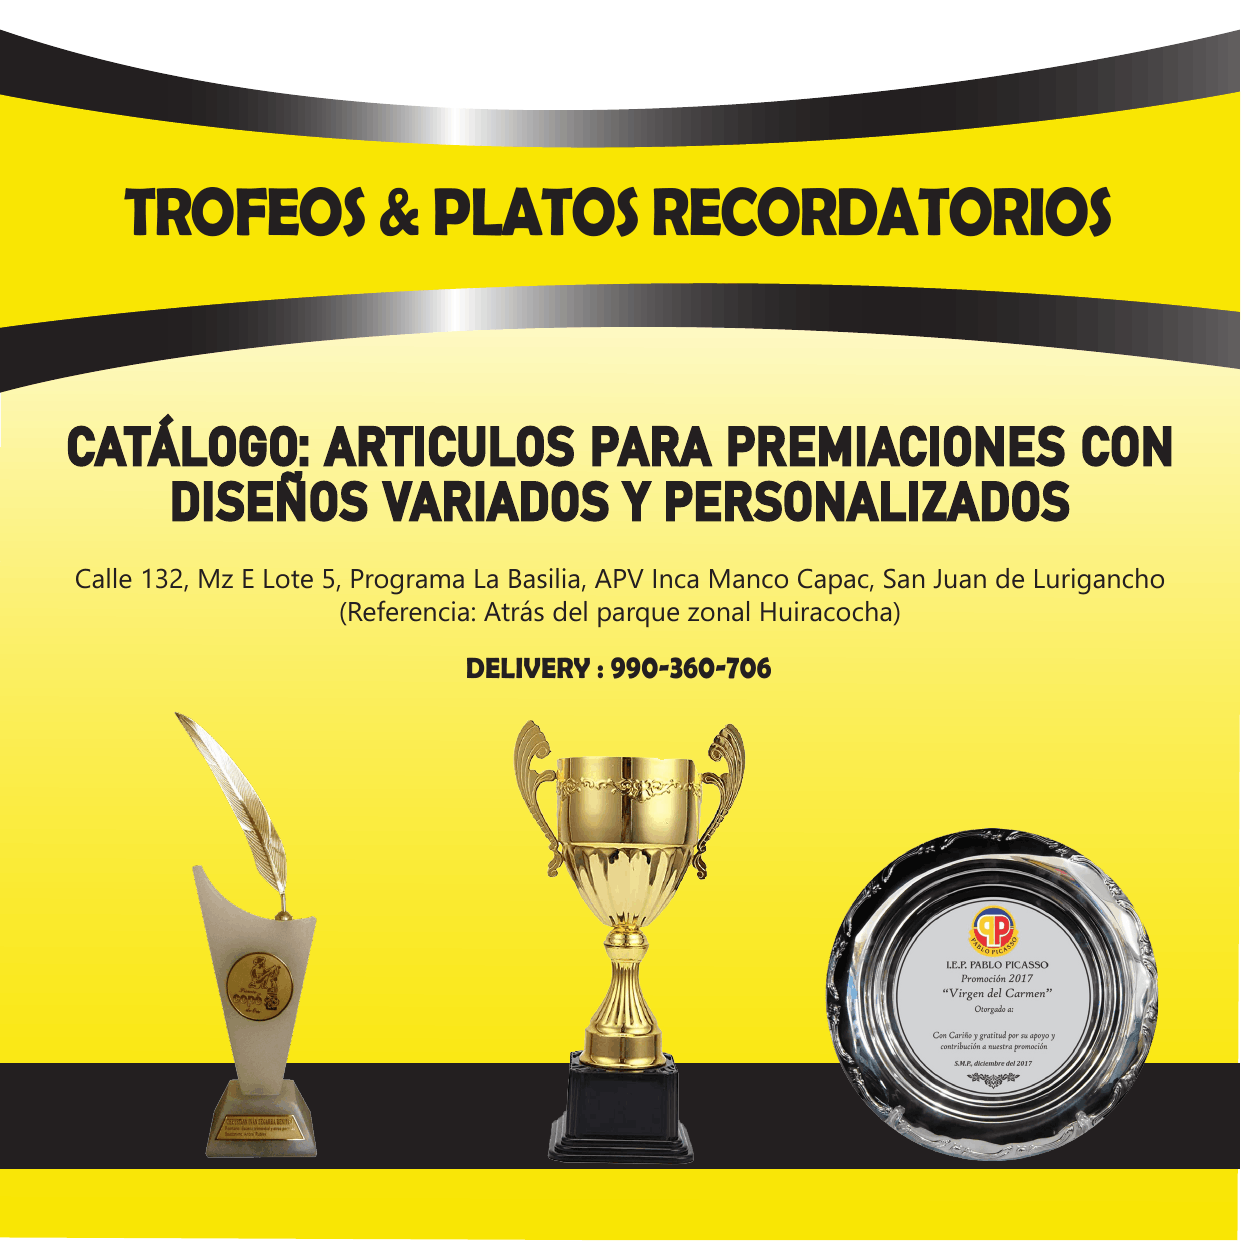 TROFEOS & PLATOS RECORDATORIOS
CATÁLOGO: ARTICULOS PARA PREMIACIONES CON
DISEÑOS VARIADOS Y PERSONALIZADOS
Calle 132, Mz E Lote 5, Programa La Basilia, APV Inca Manco Capac, San Juan de Lurigancho
(Referencia: Atrás del parque zonal Huiracocha)
DELIVERY : 990-360-706
PP
PABLO PICASSO
I.E.P. PABLO PICASSO
Promoción 2017
“Virgen del Carmen”
Otorgado a:
Con Cariño y gratitud por su apoyo y
contribución a nuestra promoción
S.M.P., diciembre del 2017